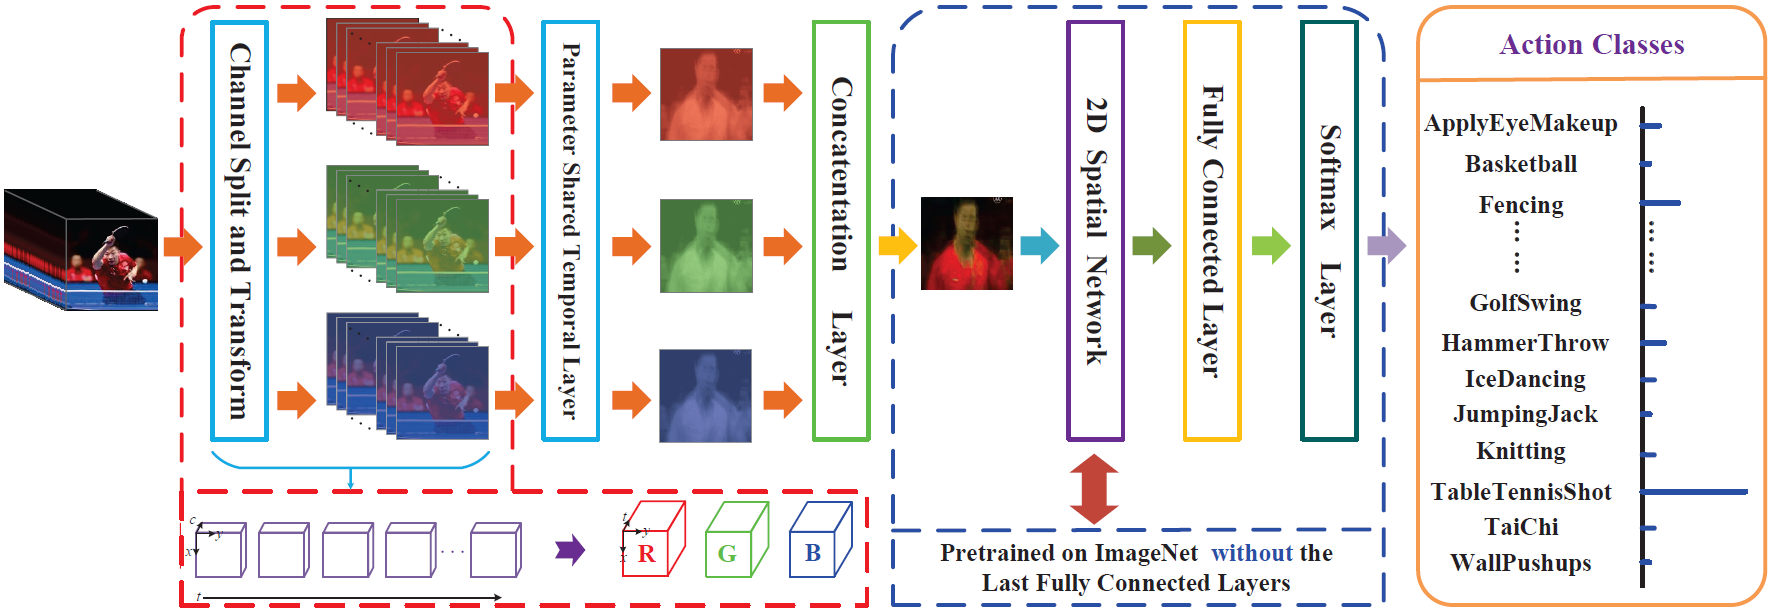 Channel Split and Transform
Parameter Shared Temporal Layer
Concatentation Layer
2D Spatial Network
Fully Connected Layer
Softmax Layer
Action Classes
ApplyEyeMakeup
Basketball
Fencing
... ...
... ...
GolfSwing
HammerThrow
IceDancing
JumpingJack
Knitting
TableTennisShot
TaiChi
WallPushups
c
y
x
...
t
t
y
x
R
G
B
Pretrained on ImageNet without the
Last Fully Connected Layers